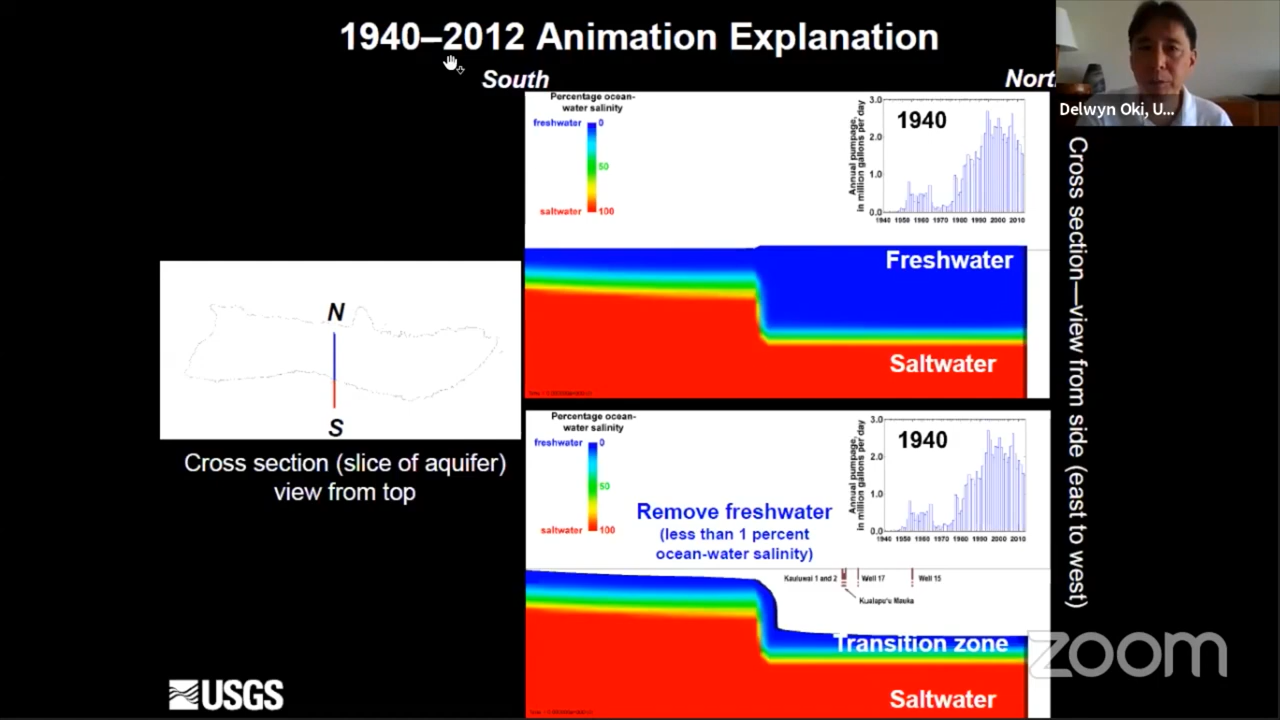 1940–2012 Animation Explanation
South
Nort
Delwyn Oki, U...
Percentage ocean-
water salinity
freshwater 0
50
saltwater 100
Annual pumpage,
in million gallons per day
3.0
2.0
1.0
0.0
1940
1940 1950 1960 1970 1980 1990 2000 2010
Freshwater
Saltwater
N
S
Cross section (slice of aquifer)
view from top
Percentage ocean-
water salinity
freshwater 0
50
saltwater 100
Remove freshwater
(less than 1 percent
ocean-water salinity)
Annual pumpage,
in million gallons per day
3.0
2.0
1.0
0.0
1940
1940 1950 1960 1970 1980 1990 2000 2010
Kauluwai 1 and 2
Well 17
Well 15
Kualapu‘u Mauka
Transition zone
Saltwater
Cross section—view from side (east to west)
USGS
zoom